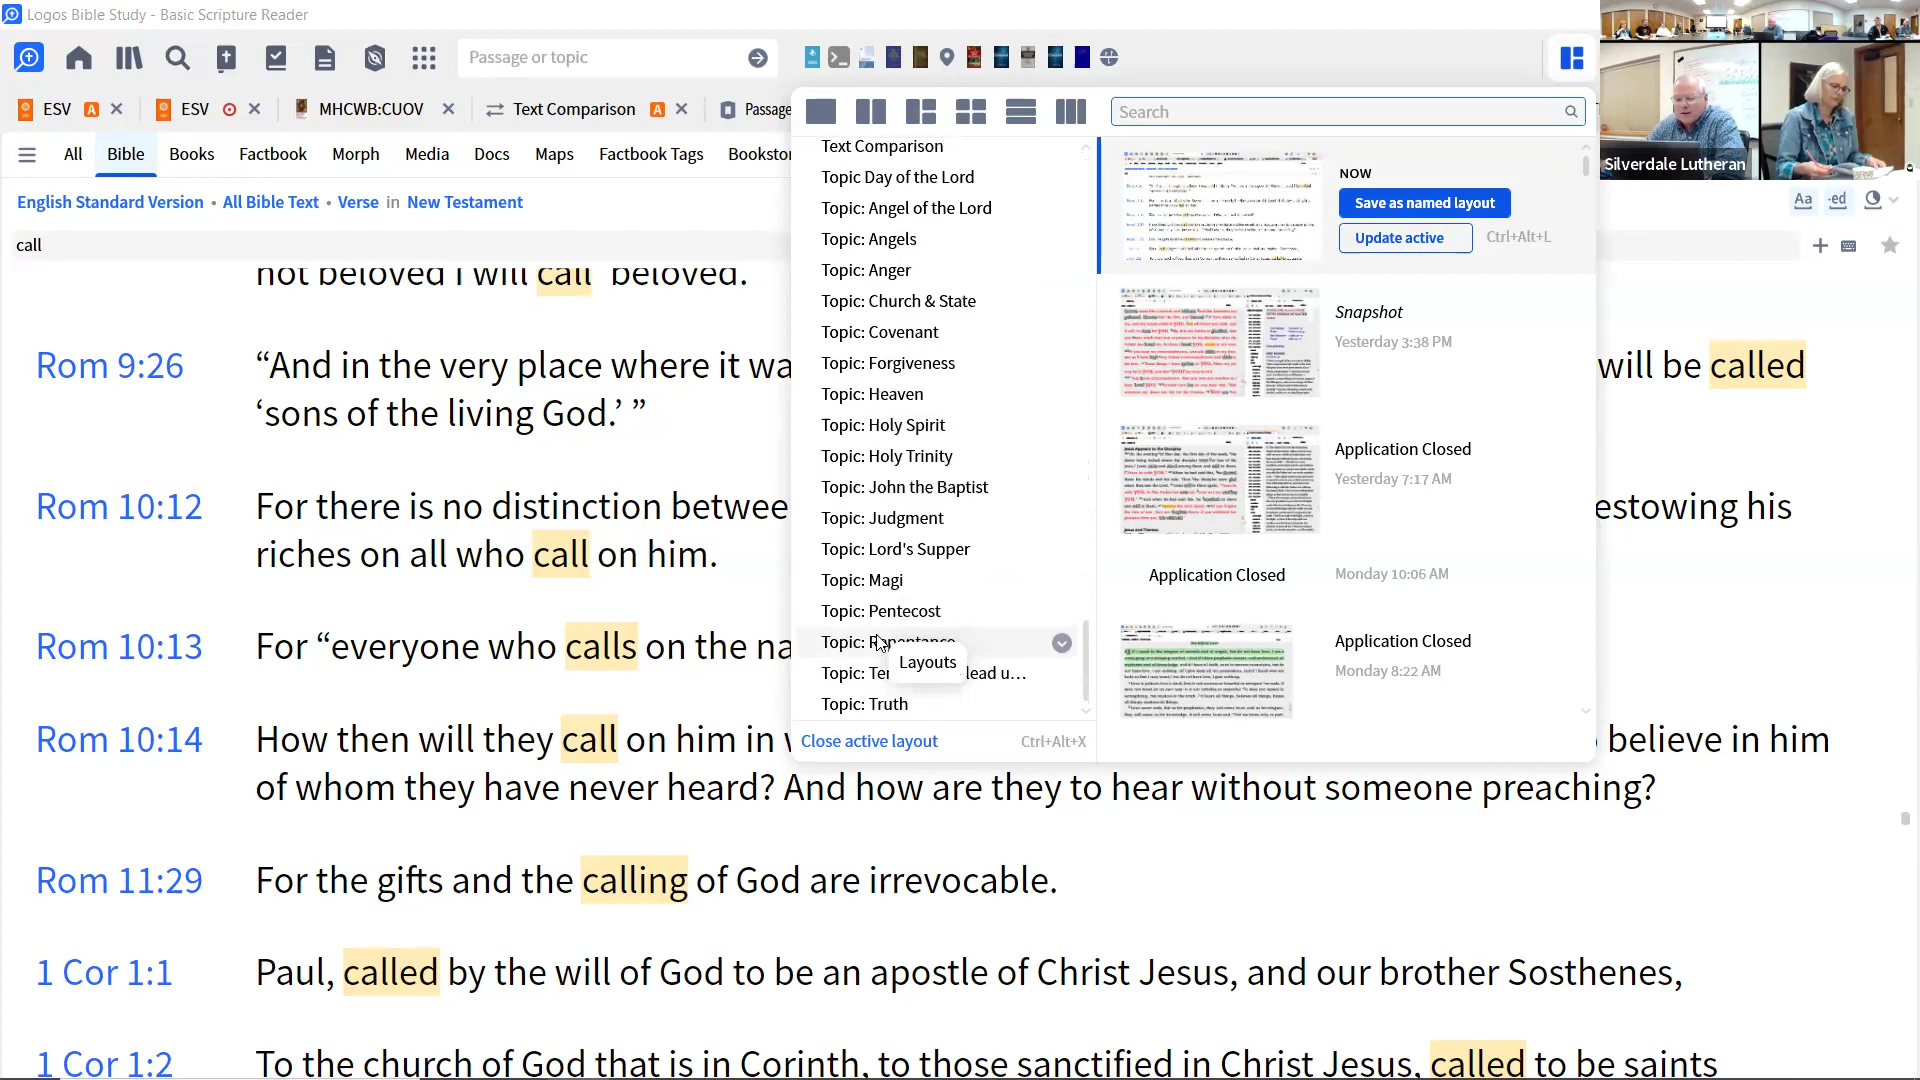 Logos Bible Study - Basic Scripture Reader
Passage or topic
ESV A
ESV
MHCWB:CUOV
Text Comparison A
Passage
All Bible Books Factbook Morph Media Docs Maps Factbook Tags Bookstor
English Standard Version • All Bible Text • Verse in New Testament
Aa -ed
call
not beloved I will call ‘beloved.’
Rom 9:26 “And in the very place where it wa will be called
‘sons of the living God.’ ”
Rom 10:12 For there is no distinction betwee estowing his
riches on all who call on him.
Rom 10:13 For “everyone who calls on the na
Rom 10:14 How then will they call on him in believe in him
of whom they have never heard? And how are they to hear without someone preaching?
Rom 11:29 For the gifts and the calling of God are irrevocable.
1 Cor 1:1 Paul, called by the will of God to be an apostle of Christ Jesus, and our brother Sosthenes,
1 Cor 1:2 To the church of God that is in Corinth, to those sanctified in Christ Jesus, called to be saints
Text Comparison
Topic Day of the Lord
Topic: Angel of the Lord
Topic: Angels
Topic: Anger
Topic: Church & State
Topic: Covenant
Topic: Forgiveness
Topic: Heaven
Topic: Holy Spirit
Topic: Holy Trinity
Topic: John the Baptist
Topic: Judgment
Topic: Lord's Supper
Topic: Magi
Topic: Pentecost
Topic: Repentance
Layouts
Topic: lead u…
Topic: Truth
Close active layout Ctrl+Alt+X
Search
NOW
Save as named layout
Update active Ctrl+Alt+L
Snapshot
Yesterday 3:38 PM
Application Closed
Yesterday 7:17 AM
Application Closed Monday 10:06 AM
Application Closed
Monday 8:22 AM
Silverdale Lutheran